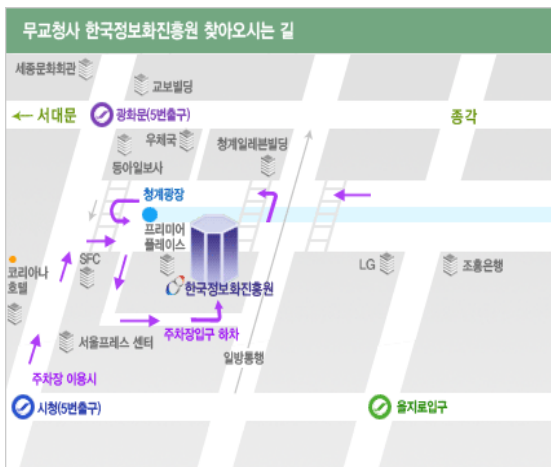 무교청사 한국정보화진흥원 찾아오시는 길
세종문화회관
교보빌딩
← 서대문
광화문(5번출구)
종각
우체국
청계일레븐빌딩
동아일보사
청계광장
프리미어
플레이스
SFC
코리아나
호텔
LG
조흥은행
한국정보화진흥원
주차장입구 하차
서울프레스 센터
일방통행
주차장 이용시
시청(5번출구)
을지로입구